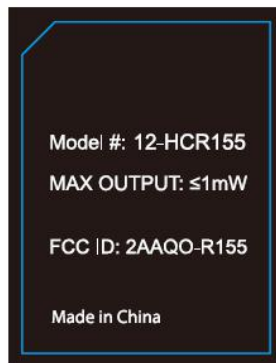 Model #: 12-HCR155
MAX OUTPUT: ≤1mW
FCC ID: 2AAQO-R155
Made in China